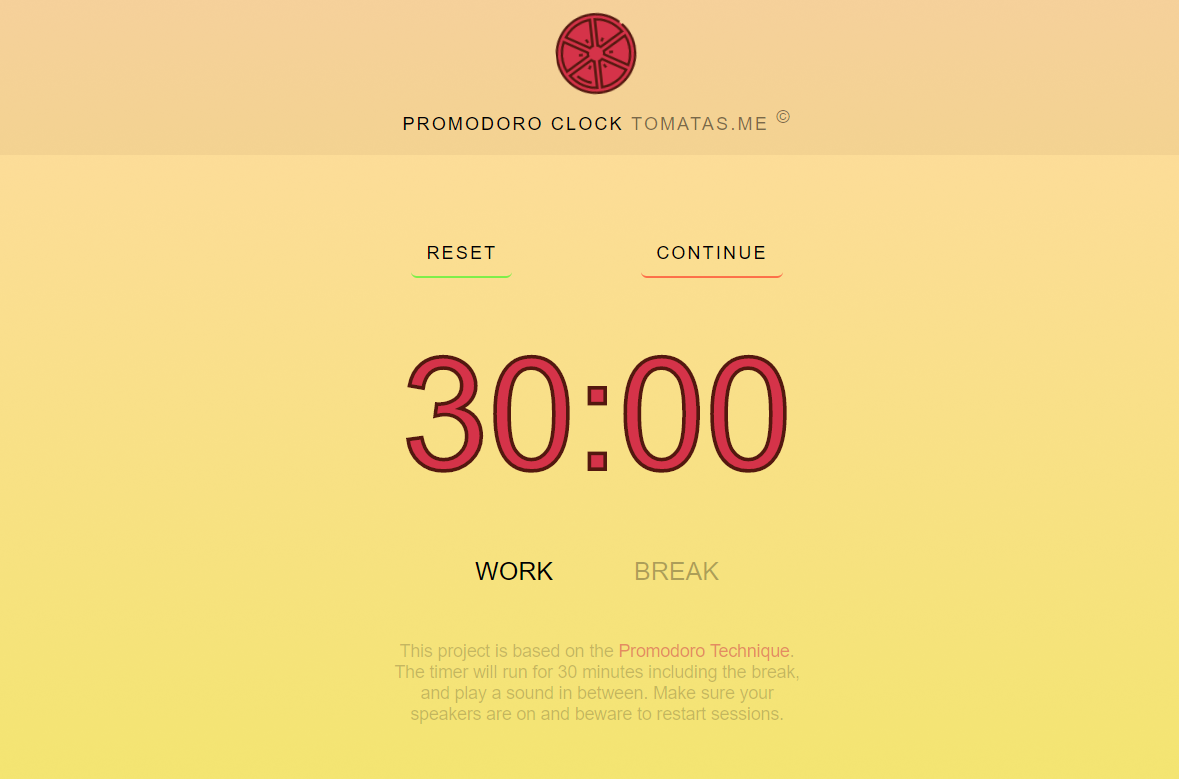 PROMODORO CLOCK TOMATAS.ME ©
RESET CONTINUE
30:00
WORK BREAK
This project is based on the Promodoro Technique.
The timer will run for 30 minutes including the break,
and play a sound in between. Make sure your
speakers are on and beware to restart sessions.